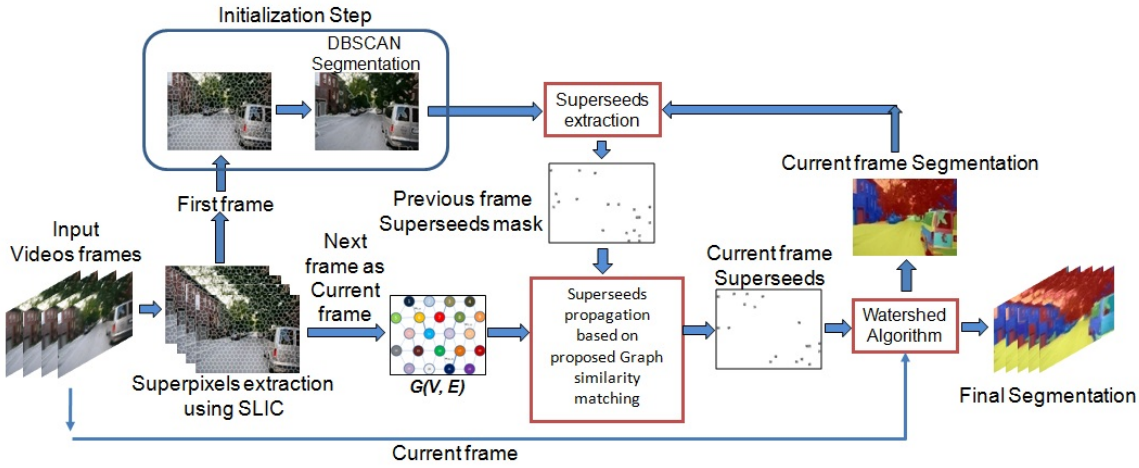 Initialization Step
DBSCAN
Segmentation
Superseeds
extraction
First frame
Previous frame
Superseeds mask
Current frame Segmentation
Input
Videos frames
Next
frame as
Current
frame
Current frame
Superseeds
Superseeds
propagation
based on
proposed Graph
similarity
matching
Watershed
Algorithm
Superpixels extraction
using SLIC
G(V, E)
Final Segmentation
Current frame